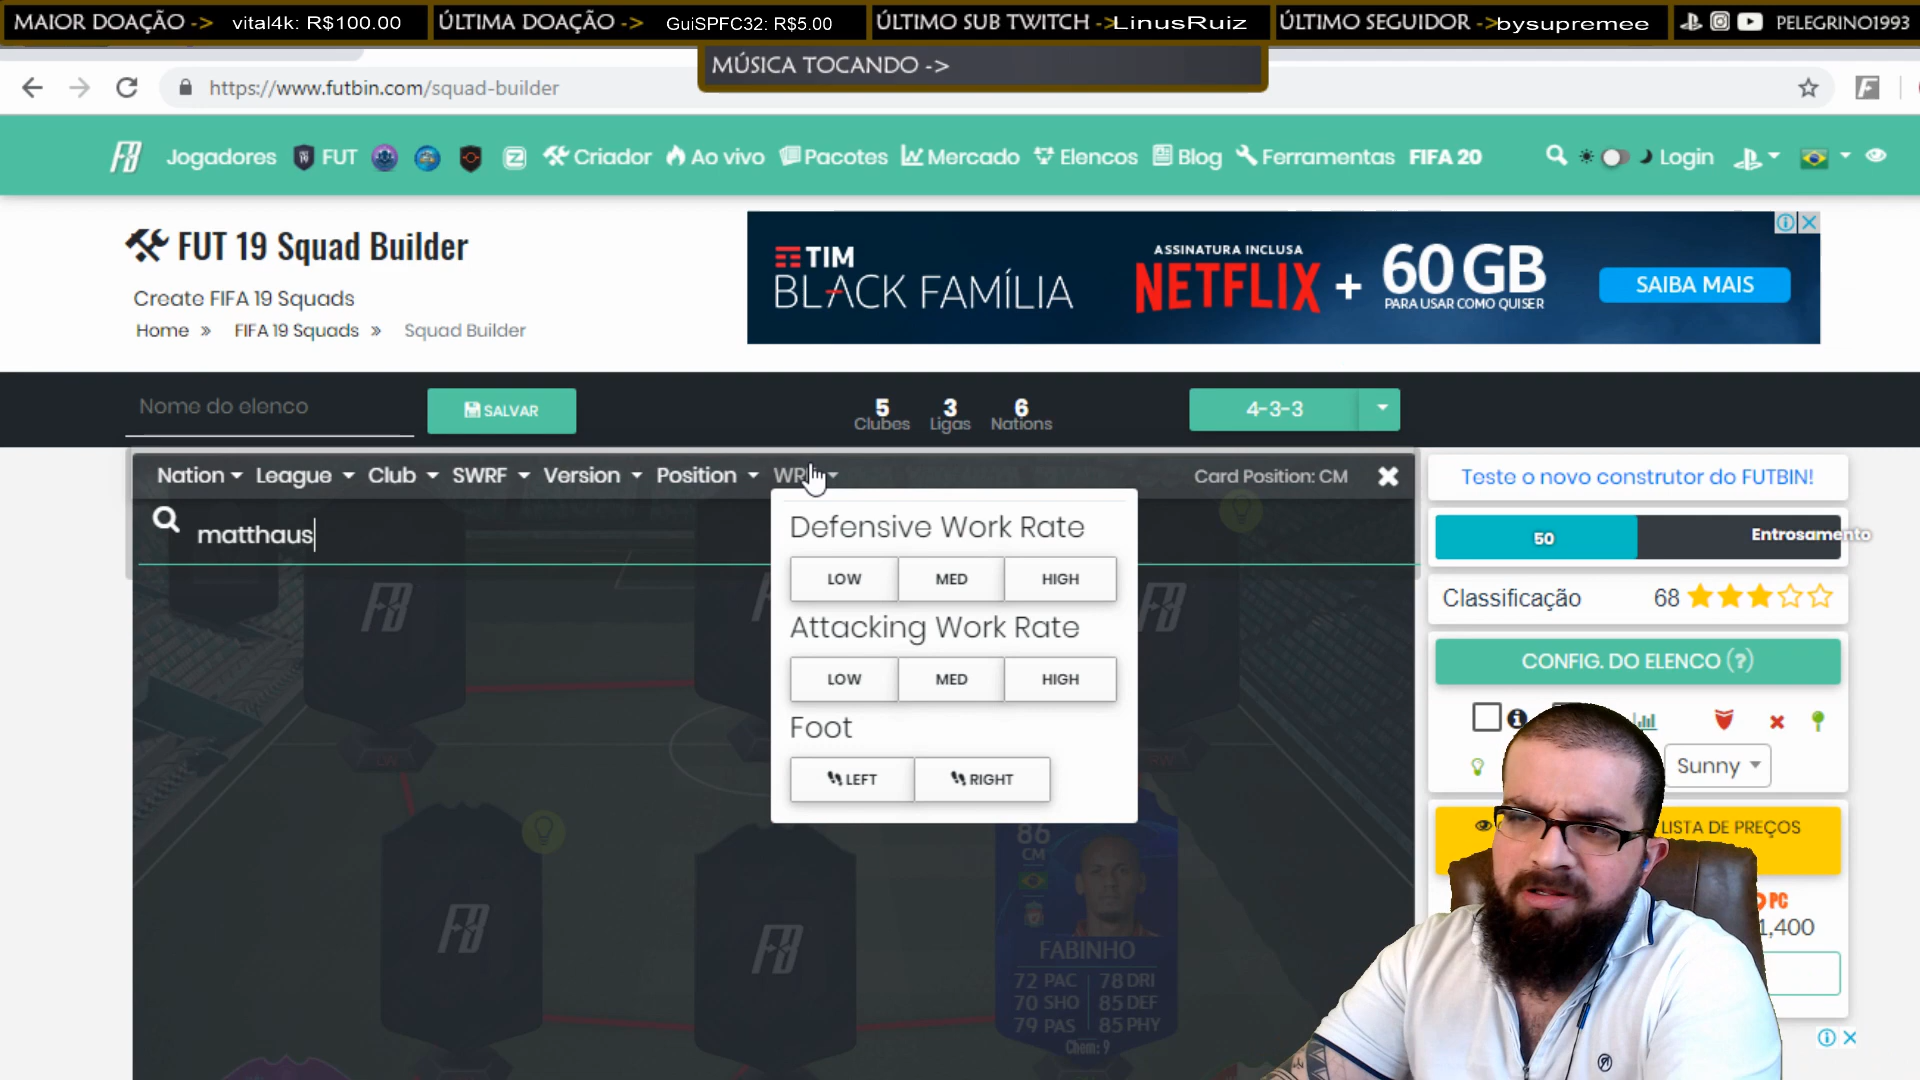 MAIOR DOAÇÃO -> vital4k: R$100.00
ÚLTIMA DOAÇÃO -> GuiSPFC32: R$5.00
ÚLTIMO SUB TWITCH -> LinusRuiz
ÚLTIMO SEGUIDOR -> bysupremee
PELEGRINO1993
MÚSICA TOCANDO ->
https://www.futbin.com/squad-builder
Jogadores FUT Criador Ao vivo Pacotes Mercado Elencos Blog Ferramentas FIFA 20 Login
FUT 19 Squad Builder
Create FIFA 19 Squads
Home » FIFA 19 Squads » Squad Builder
TIM
BLACK FAMÍLIA
ASSINATURA INCLUSA
NETFLIX + 60 GB
PARA USAR COMO QUISER
SAIBA MAIS
Nome do elenco
SALVAR
5 Clubes
3 Ligas
6 Nations
4-3-3
Nation League Club SWRF Version Position
Card Position: CM
matthaus
Defensive Work Rate
LOW MED HIGH
Attacking Work Rate
LOW MED HIGH
Foot
LEFT RIGHT
Teste o novo construtor do FUTBIN!
50 Entrosamento
Classificação 68
CONFIG. DO ELENCO (?)
Sunny
LISTA DE PREÇOS
PC
1,400
LW
RW
86
CM
FABINHO
72 PAC 78 DRI
70 SHO 85 DEF
79 PAS 85 PHY
Chem: 9